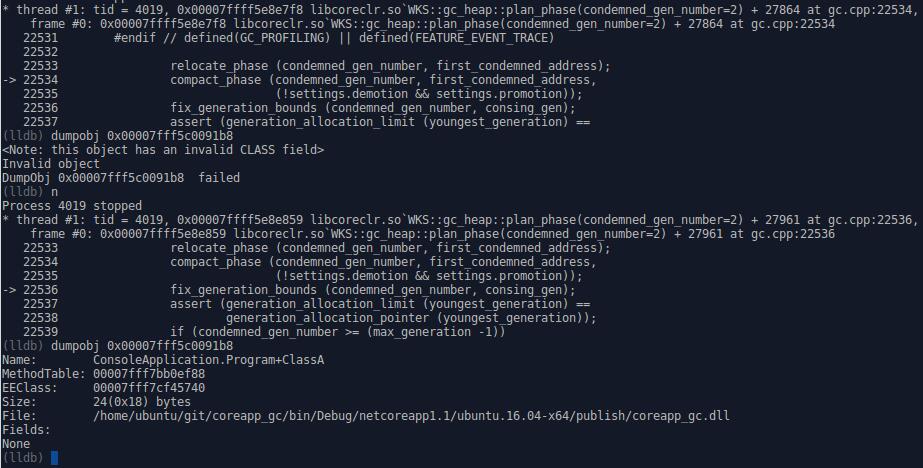 * thread #1: tid = 4019, 0x00007ffff5e8e7f8 libcoreclr.so`WKS::gc_heap::plan_phase(condemned_gen_number=2) + 27864 at gc.cpp:22534,
    frame #0: 0x00007ffff5e8e7f8 libcoreclr.so`WKS::gc_heap::plan_phase(condemned_gen_number=2) + 27864 at gc.cpp:22534
   22531        #endif // defined(GC_PROFILING) || defined(FEATURE_EVENT_TRACE)
   22532
   22533                relocate_phase (condemned_gen_number, first_condemned_address);
-> 22534                compact_phase (condemned_gen_number, first_condemned_address,
   22535                               (!settings.demotion && settings.promotion));
   22536                fix_generation_bounds (condemned_gen_number, consing_gen);
   22537                assert (generation_allocation_limit (youngest_generation) ==
(lldb) dumpobj 0x00007fff5c0091b8
<Note: this object has an invalid CLASS field>
Invalid object
DumpObj 0x00007fff5c0091b8  failed
(lldb) n
Process 4019 stopped
* thread #1: tid = 4019, 0x00007ffff5e8e859 libcoreclr.so`WKS::gc_heap::plan_phase(condemned_gen_number=2) + 27961 at gc.cpp:22536,
    frame #0: 0x00007ffff5e8e859 libcoreclr.so`WKS::gc_heap::plan_phase(condemned_gen_number=2) + 27961 at gc.cpp:22536
   22533                relocate_phase (condemned_gen_number, first_condemned_address);
   22534                compact_phase (condemned_gen_number, first_condemned_address,
   22535                               (!settings.demotion && settings.promotion));
-> 22536                fix_generation_bounds (condemned_gen_number, consing_gen);
   22537                assert (generation_allocation_limit (youngest_generation) ==
   22538                        generation_allocation_pointer (youngest_generation));
   22539                if (condemned_gen_number >= (max_generation -1))
(lldb) dumpobj 0x00007fff5c0091b8
Name:        ConsoleApplication.Program+ClassA
MethodTable: 00007fff7bb0ef88
EEClass:     00007fff7cf45740
Size:        24(0x18) bytes
File:        /home/ubuntu/git/coreapp_gc/bin/Debug/netcoreapp1.1/ubuntu.16.04-x64/publish/coreapp_gc.dll
Fields:
None
(lldb)